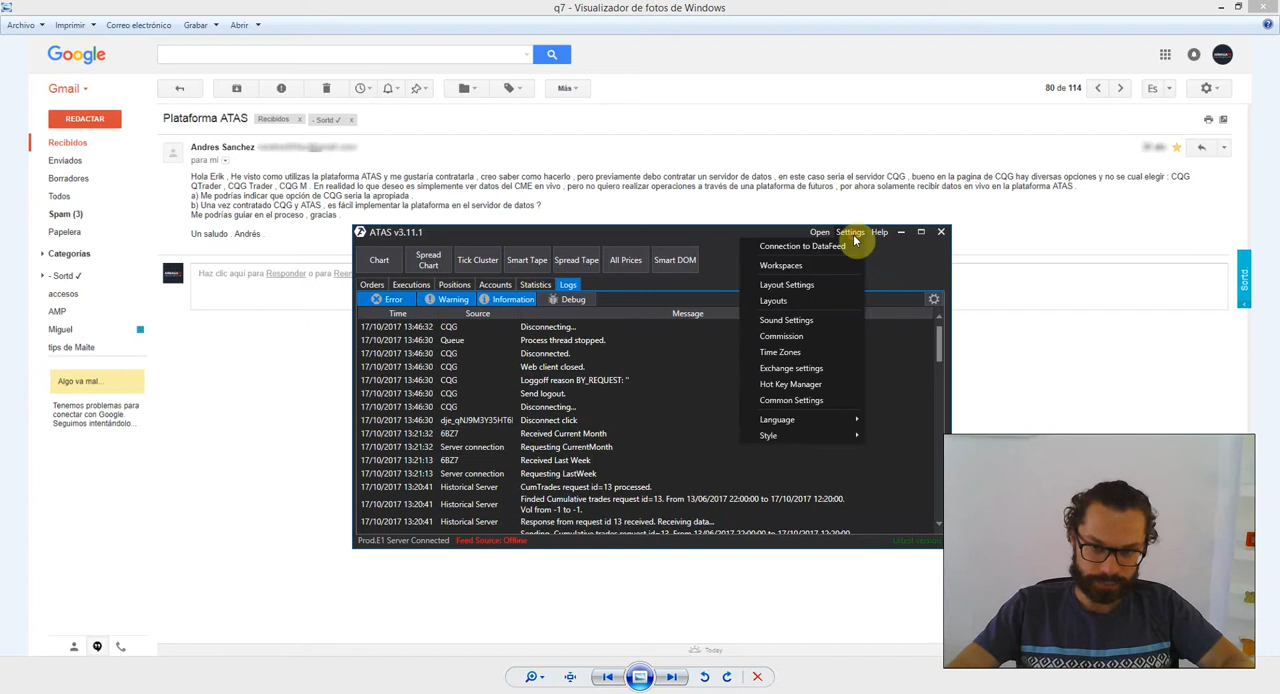 q7 - Visualizador de fotos de Windows
Archivo Imprimir Correo electrónico Grabar Abrir
Google
Gmail
Más
80 de 114
Es
REDACTAR
Plataforma ATAS Recibidos x - Sortd x
Recibidos
Enviados
Borradores
Todos
Spam (3)
Papelera
Categorías
- Sortd
accesos
AMP
Miguel
tips de Maite
Algo va mal...
Tenemos problemas para
conectar con Google.
Seguimos intentándolo...
Andres Sanchez
para mí
Hola Erik , He visto como utilizas la plataforma ATAS y me gustaría contratarla , creo saber como hacerlo , pero previamente debo contratar un servidor de datos , en este caso sería el servidor CQG , bueno en la pagina de CQG hay diversas opciones y no se cual elegir : CQG
QTrader , CQG Trader , CQG M . En realidad lo que deseo es simplemente ver datos del CME en vivo , pero no quiero realizar operaciones a través de una plataforma de futuros , por ahora solamente recibir datos en vivo en la plataforma ATAS .
a) Me podrías indicar que opción de CQG sería la apropiada .
b) Una vez contratado CQG y ATAS , es fácil implementar la plataforma en el servidor de datos ?
Me podrías guiar en el proceso , gracias .
Un saludo . Andrés .
Haz clic aquí para Responder o para Reen
Sortd
ATAS v3.11.1
Open Settings Help
Chart Spread Chart Tick Cluster Smart Tape Spread Tape All Prices Smart DOM
Orders Executions Positions Accounts Statistics Logs
Error Warning Information Debug
Time Source Message
17/10/2017 13:46:32 CQG Disconnecting...
17/10/2017 13:46:30 Queue Process thread stopped.
17/10/2017 13:46:30 CQG Disconnected.
17/10/2017 13:46:30 CQG Web client closed.
17/10/2017 13:46:30 CQG Loggoff reason BY_REQUEST: ''
17/10/2017 13:46:30 CQG Send logout.
17/10/2017 13:46:30 CQG Disconnecting...
17/10/2017 13:46:30 dje_qNJ9M3Y35HT6 Disconnect click
17/10/2017 13:21:32 6BZ7 Received Current Month
17/10/2017 13:21:32 Server connection Requesting CurrentMonth
17/10/2017 13:21:13 6BZ7 Received Last Week
17/10/2017 13:21:13 Server connection Requesting LastWeek
17/10/2017 13:20:41 Historical Server CumTrades request id=13 processed.
17/10/2017 13:20:41 Historical Server Finded Cumulative trades request id=13. From 13/06/2017 22:00:00 to 17/10/2017 12:20:00.
Vol from -1 to -1.
17/10/2017 13:20:41 Historical Server Response from request id 13 received. Receiving data...
Prod.E1 Server Connected Feed Source: Offline
Latest version
Connection to DataFeed
Workspaces
Layout Settings
Layouts
Sound Settings
Commission
Time Zones
Exchange settings
Hot Key Manager
Common Settings
Language
Style
Today